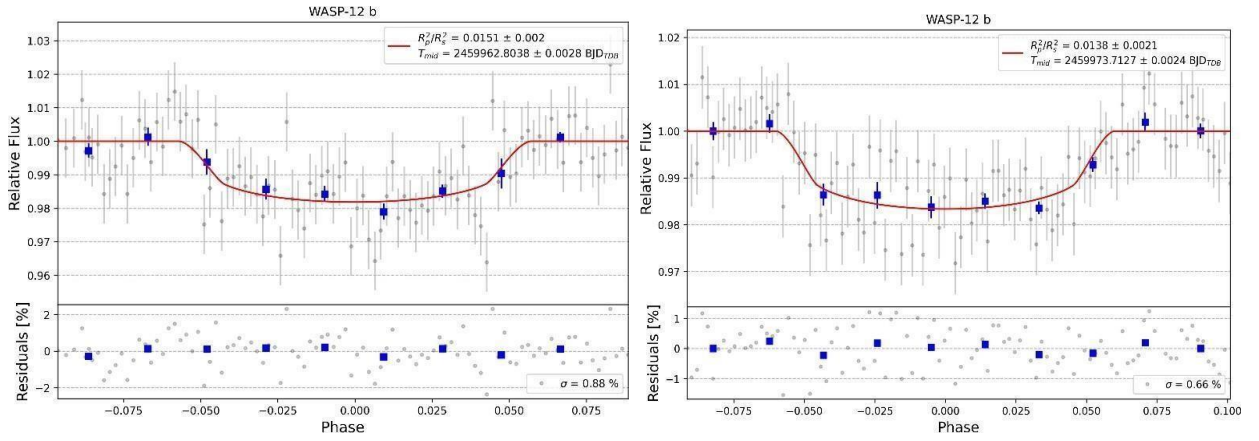 WASP-12 b
R_p^2/R_s^2 = 0.0151 ± 0.002
T_mid = 2459962.8038 ± 0.0028 BJD_TDB
1.03
1.02
1.01
1.00
0.99
0.98
0.97
0.96
Relative Flux
2
0
−2
Residuals [%]
σ = 0.88 %
−0.075
−0.050
−0.025
0.000
0.025
0.050
0.075
Phase
WASP-12 b
R_p^2/R_s^2 = 0.0138 ± 0.0021
T_mid = 2459973.7127 ± 0.0024 BJD_TDB
1.02
1.01
1.00
0.99
0.98
0.97
Relative Flux
1
0
−1
Residuals [%]
σ = 0.66 %
−0.075
−0.050
−0.025
0.000
0.025
0.050
0.075
0.100
Phase